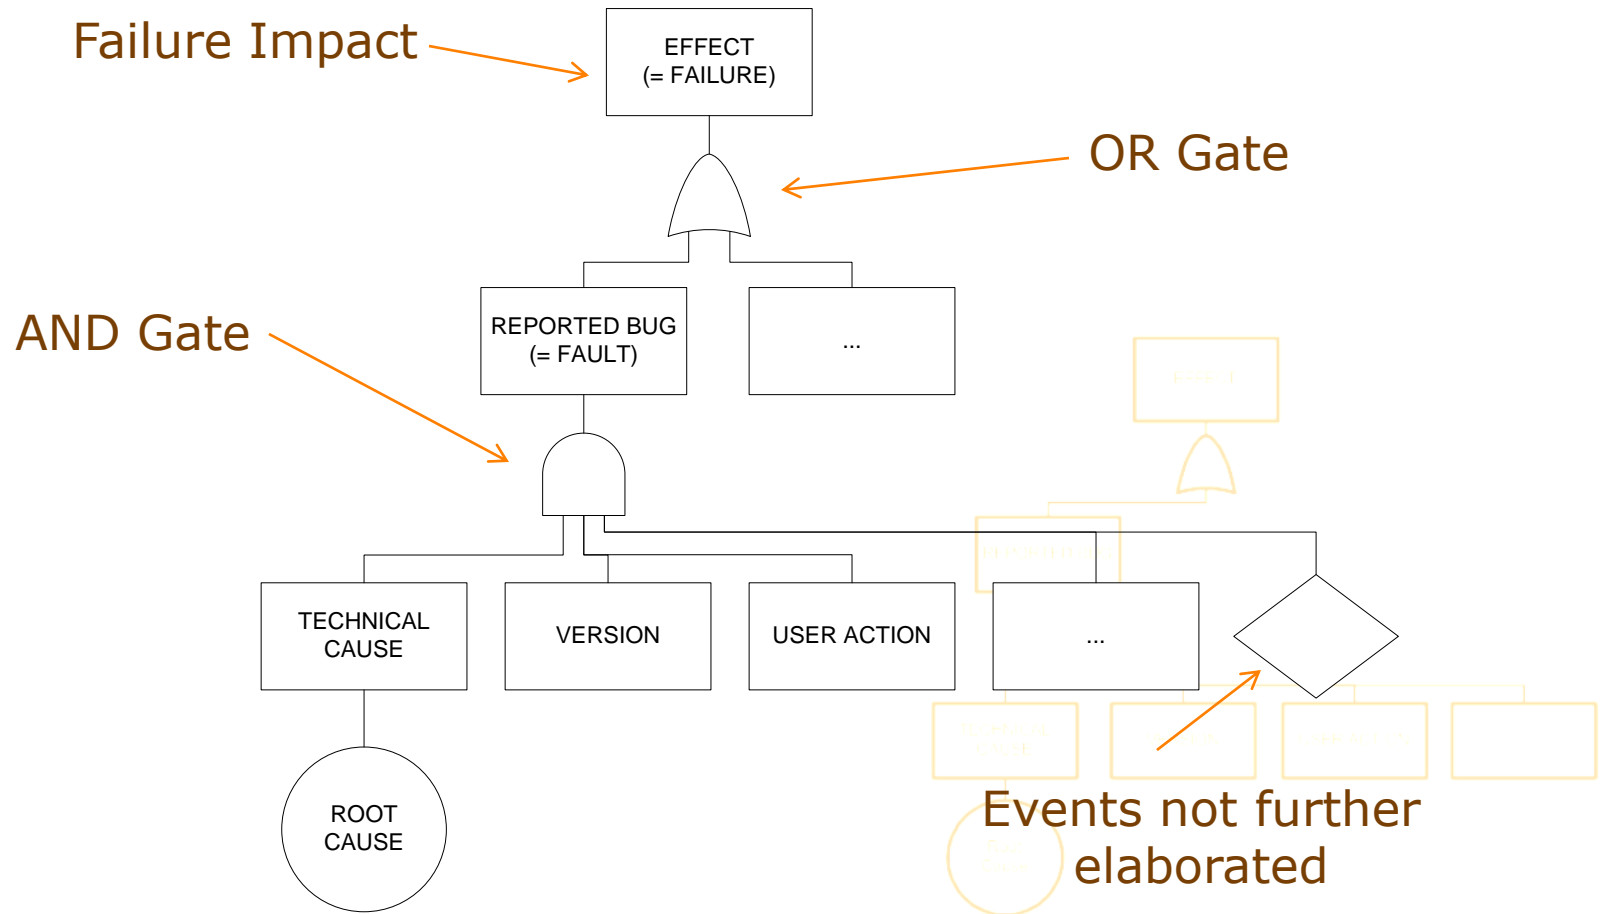 Failure Impact
EFFECT
(= FAILURE)
OR Gate
AND Gate
REPORTED BUG
(= FAULT)
...
TECHNICAL
CAUSE
VERSION
USER ACTION
...
ROOT
CAUSE
Events not further
elaborated